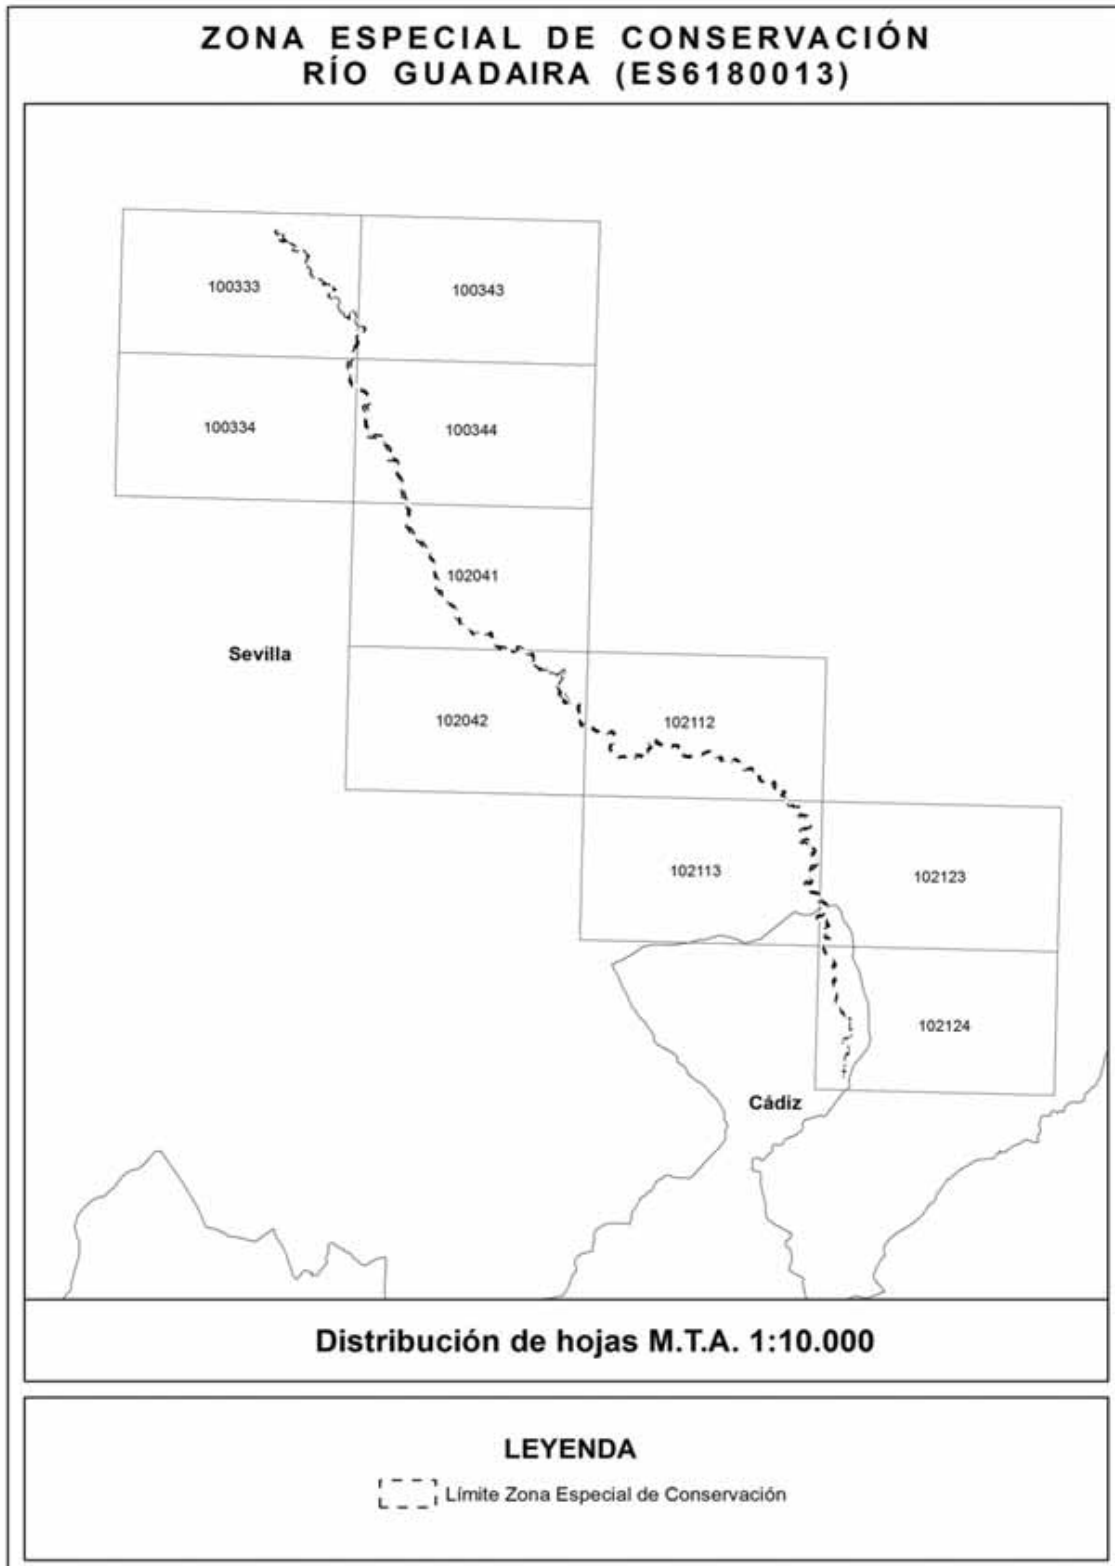 ZONA ESPECIAL DE CONSERVACIÓN
RÍO GUADAIRA (ES6180013)
100333
100343
100334
100344
102041
Sevilla
102042
102112
102113
102123
102124
Cádiz
Distribución de hojas M.T.A. 1:10.000
LEYENDA
Límite Zona Especial de Conservación